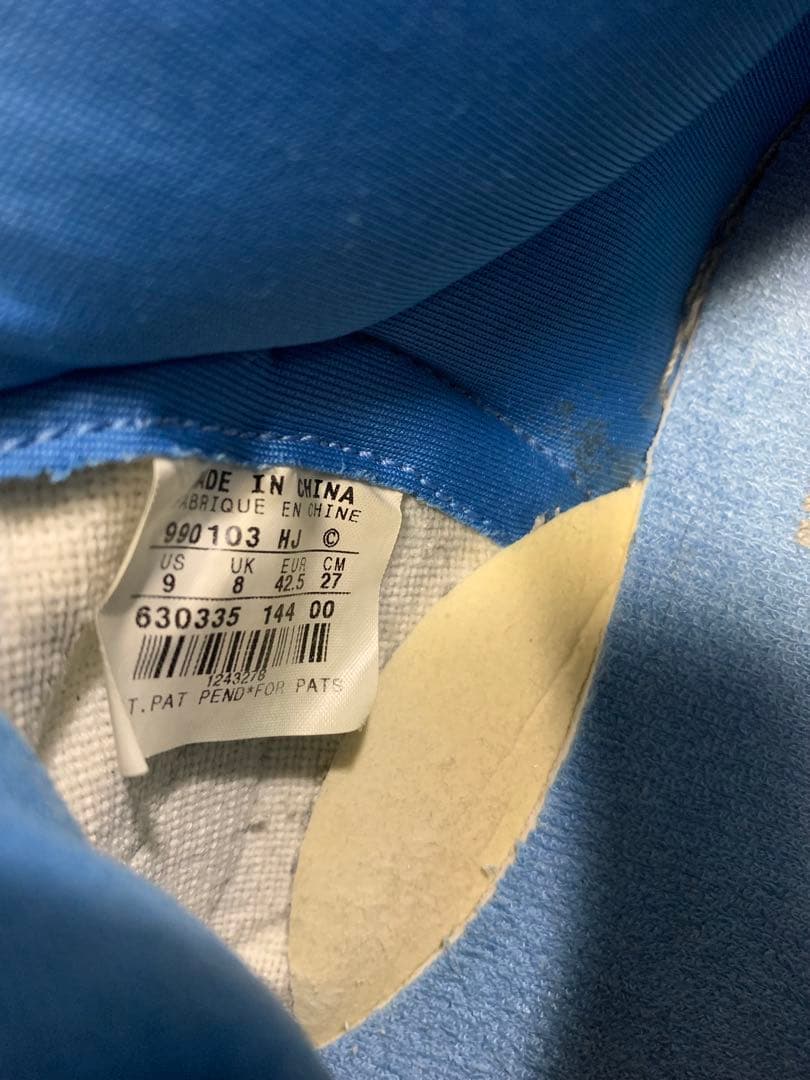 ADE IN CHINA
ABRIQUE EN CHINE
990103 HJ ©
US UK EUR CM
9 8 42.5 27
630335 144 00
1243278
T.PAT PEND*FOR PATS